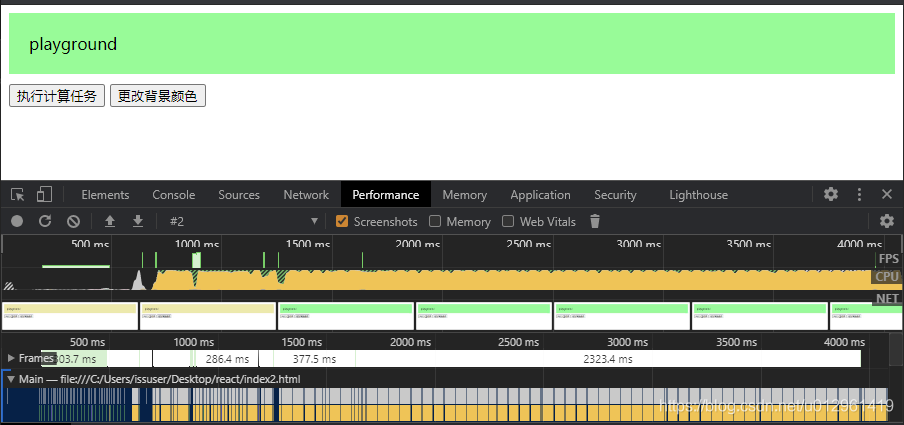 playground
执行计算任务 更改背景颜色
Elements Console Sources Network Performance Memory Application Security Lighthouse
#2 Screenshots Memory Web Vitals
500 ms 1000 ms 1500 ms 2000 ms 2500 ms 3000 ms 3500 ms 4000 ms
FPS
CPU
NET
500 ms 1000 ms 1500 ms 2000 ms 2500 ms 3000 ms 3500 ms 4000 ms
Frames 303.7 ms 286.4 ms 377.5 ms 2323.4 ms
Main — file:///C:/Users/issuser/Desktop/react/index2.html
https://blog.csdn.net/u012961419